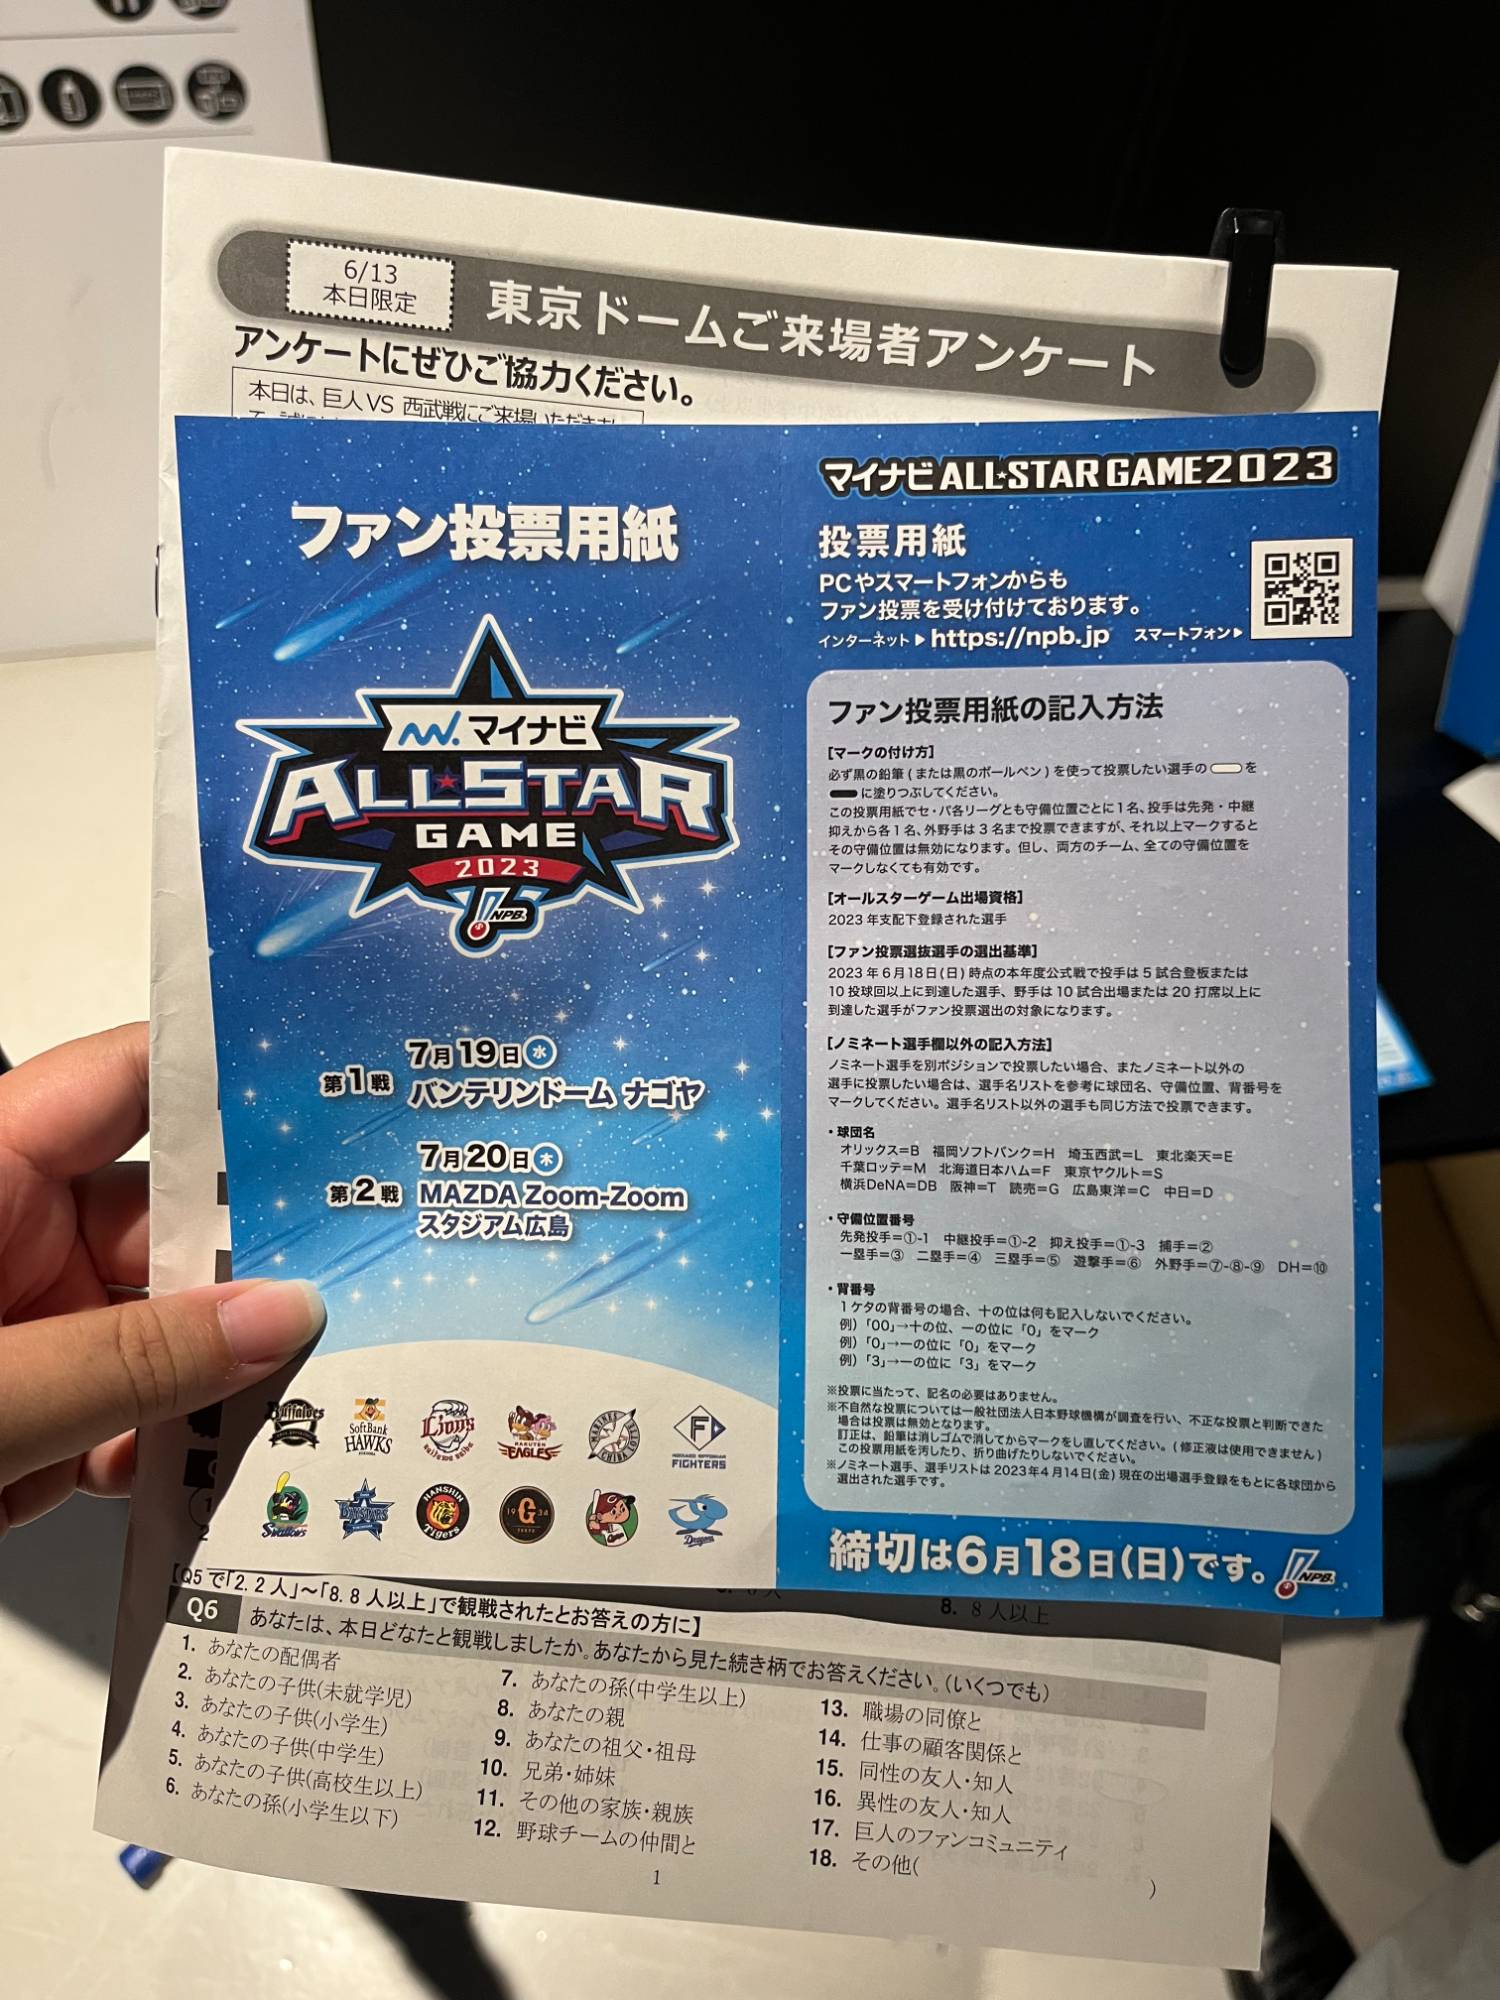 6/13
本日限定
東京ドームご来場者アンケート
アンケートにぜひご協力ください。
本日は、巨人VS 西武戦にご来場いただきまし
ファン投票用紙
マイナビ
ALL★STAR
GAME
2023
NPB
第1戦
7月19日(水)
バンテリンドーム ナゴヤ
第2戦
7月20日(木)
MAZDA Zoom-Zoom
スタジアム広島
Buffaloes
SoftBank
HAWKS
Lions
RAKUTEN
EAGLES
MARINES
CHIBA
F
HOKKAIDO NIPPONHAM
FIGHTERS
Swallows
BAYSTARS
HANSHIN
Tigers
1934
G
TOKYO
Carp
Dragons
マイナビ ALL★STAR GAME 2023
投票用紙
PCやスマートフォンからも
ファン投票を受け付けております。
インターネット▶https://npb.jp スマートフォン▶
ファン投票用紙の記入方法
[マークの付け方]
必ず黒の鉛筆(または黒のボールペン)を使って投票したい選手の を
に塗りつぶしてください。
この投票用紙でセ・パ各リーグとも守備位置ごとに1名、投手は先発・中継
抑えから各1名、外野手は3名まで投票できますが、それ以上マークすると
その守備位置は無効になります。但し、両方のチーム、全ての守備位置を
マークしなくても有効です。
[オールスターゲーム出場資格]
2023年支配下登録された選手
[ファン投票選抜選手の選出基準]
2023年6月18日(日)時点の本年度公式戦で投手は5試合登板または
10投球回以上に到達した選手、野手は10試合出場または20打席以上に
到達した選手がファン投票選出の対象になります。
[ノミネート選手欄以外の記入方法]
ノミネート選手を別ポジションで投票したい場合、またノミネート以外の
選手に投票したい場合は、選手名リストを参考に球団名、守備位置、背番号を
マークしてください。選手名リスト以外の選手も同じ方法で投票できます。
・球団名
オリックス=B 福岡ソフトバンク=H 埼玉西武=L 東北楽天=E
千葉ロッテ=M 北海道日本ハム=F 東京ヤクルト=S
横浜DeNA=DB 阪神=T 読売=G 広島東洋=C 中日=D
・守備位置番号
先発投手=①-1 中継投手=①-2 抑え投手=①-3 捕手=②
一塁手=③ 二塁手=④ 三塁手=⑤ 遊撃手=⑥ 外野手=⑦-⑧-⑨ DH=⑩
・背番号
1ケタの背番号の場合、十の位は何も記入しないでください。
例)「00」→十の位、一の位に「0」をマーク
例)「0」→一の位に「0」をマーク
例)「3」→一の位に「3」をマーク
※投票に当たって、記名の必要はありません。
※不自然な投票については一般社団法人日本野球機構が調査を行い、不正な投票と判断できた
場合は投票は無効となります。
訂正は、鉛筆は消しゴムで消してからマークをし直してください。(修正液は使用できません)
この投票用紙を汚したり、折り曲げたりしないでください。
※ノミネート選手、選手リストは2023年4月14日(金)現在の出場選手登録をもとに各球団から
選出された選手です。
締切は6月18日(日)です。
NPB
8. 8人以上
【Q5で「2. 2人」～「8. 8人以上」で観戦されたとお答えの方に】
Q6 あなたは、本日どなたと観戦しましたか。あなたから見た続き柄でお答えください。(いくつでも)
1. あなたの配偶者
2. あなたの子供(未就学児)
3. あなたの子供(小学生)
4. あなたの子供(中学生)
5. あなたの子供(高校生以上)
6. あなたの孫(小学生以下)
7. あなたの孫(中学生以上)
8. あなたの親
9. あなたの祖父・祖母
10. 兄弟・姉妹
11. その他の家族・親族
12. 野球チームの仲間と
13. 職場の同僚と
14. 仕事の顧客関係と
15. 同性の友人・知人
16. 異性の友人・知人
17. 巨人のファンコミュニティ
18. その他( )
1